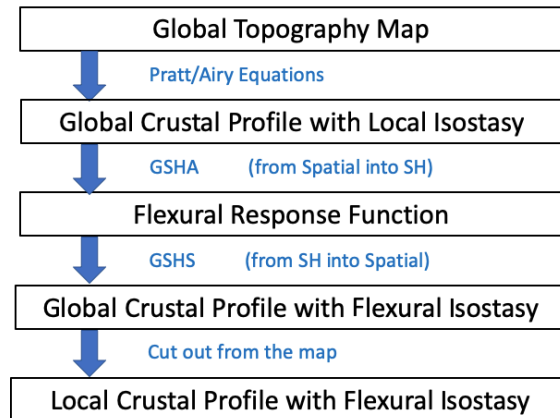 Global Topography Map
Pratt/Airy Equations
Global Crustal Profile with Local Isostasy
GSHA (from Spatial into SH)
Flexural Response Function
GSHS (from SH into Spatial)
Global Crustal Profile with Flexural Isostasy
Cut out from the map
Local Crustal Profile with Flexural Isostasy